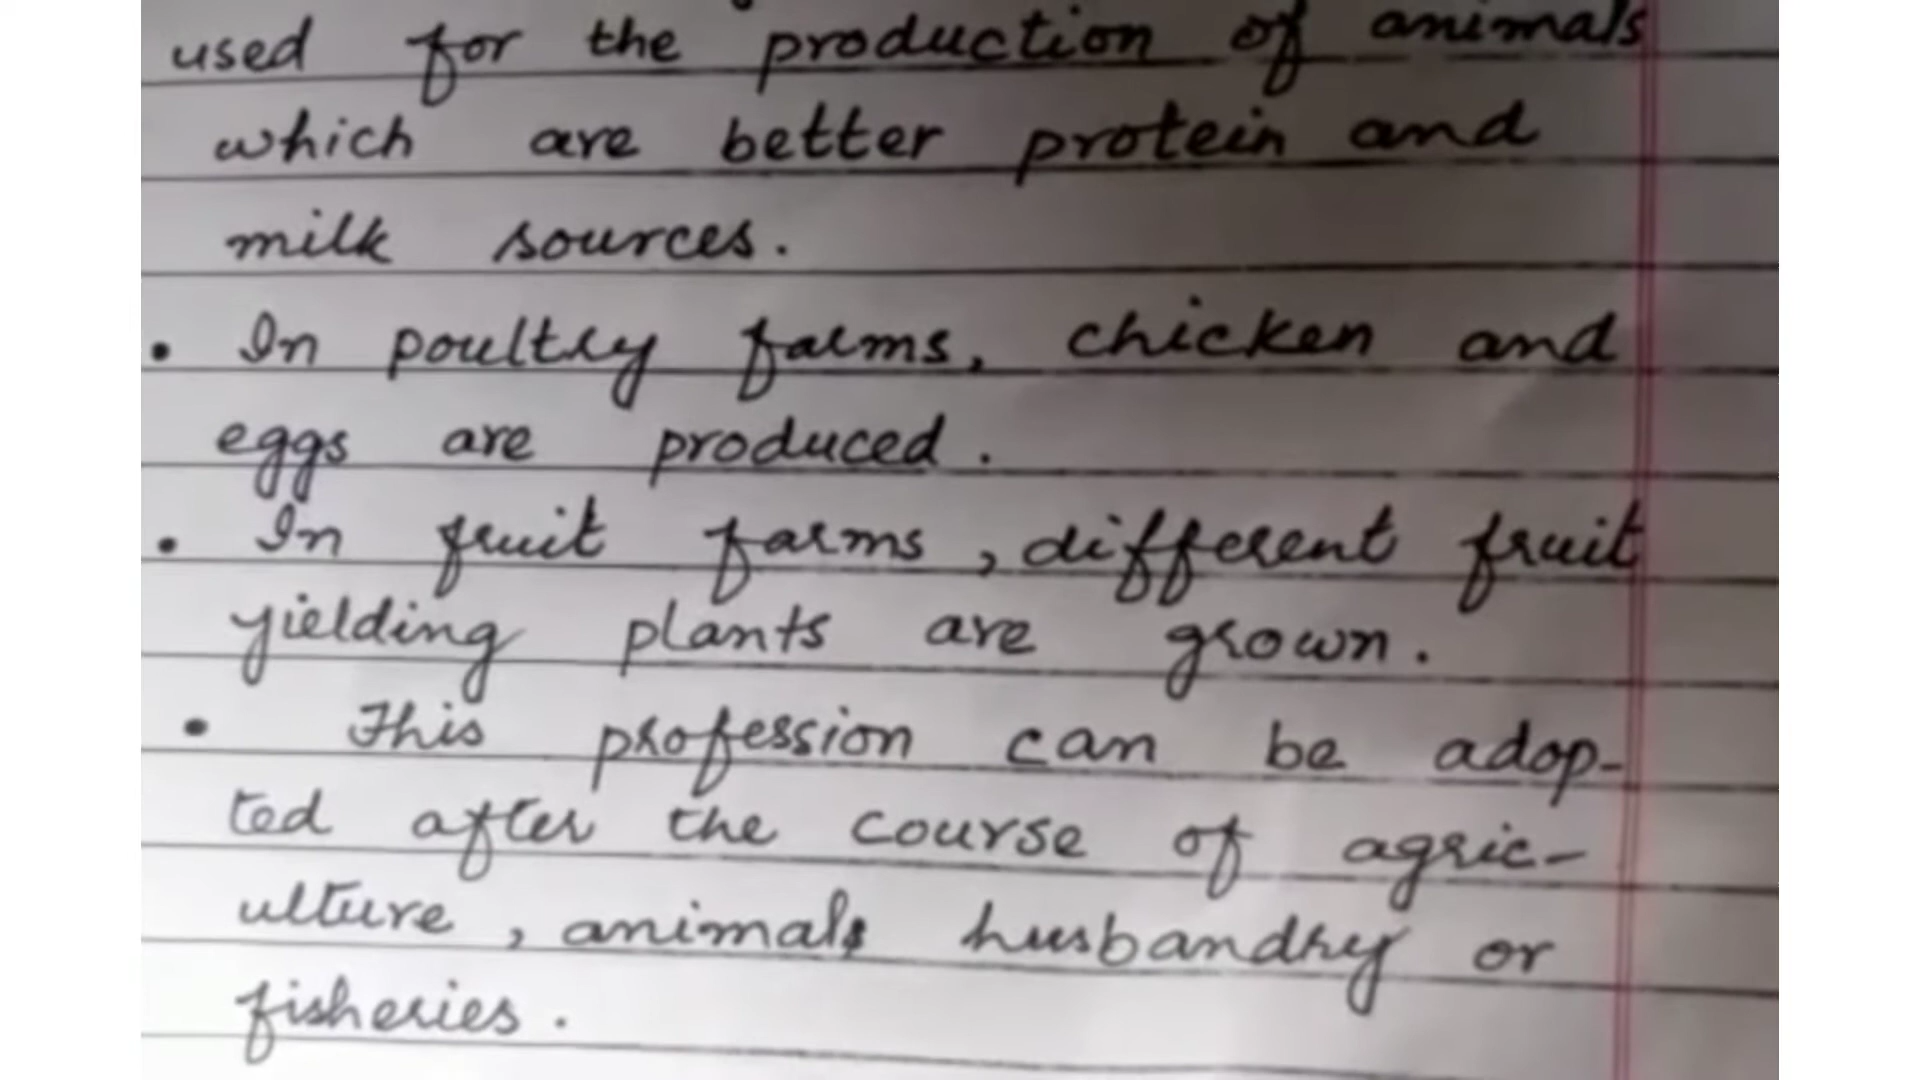 used for the production of animals
which are better protein and
milk sources.
• In poultry farms, chicken and
eggs are produced.
• In fruit farms, different fruit
yielding plants are grown.
• This profession can be adop-
ted after the course of agric-
ulture, animals husbandry or
fisheries.